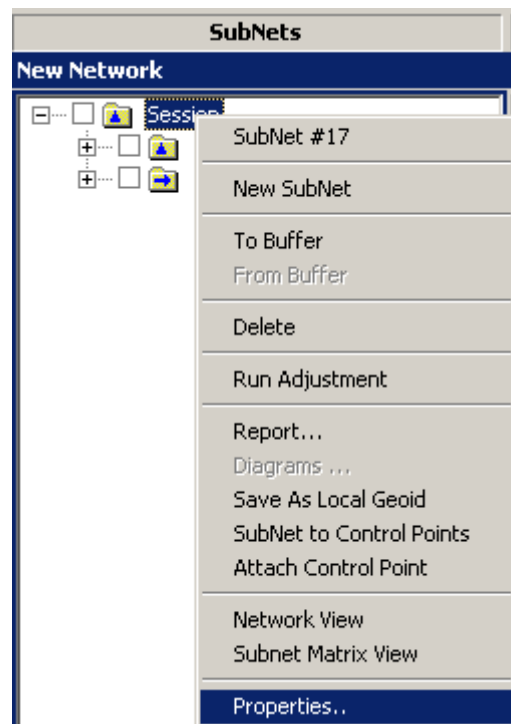 SubNets
New Network
Session
SubNet #17
New SubNet
To Buffer
From Buffer
Delete
Run Adjustment
Report...
Diagrams ...
Save As Local Geoid
SubNet to Control Points
Attach Control Point
Network View
Subnet Matrix View
Properties..